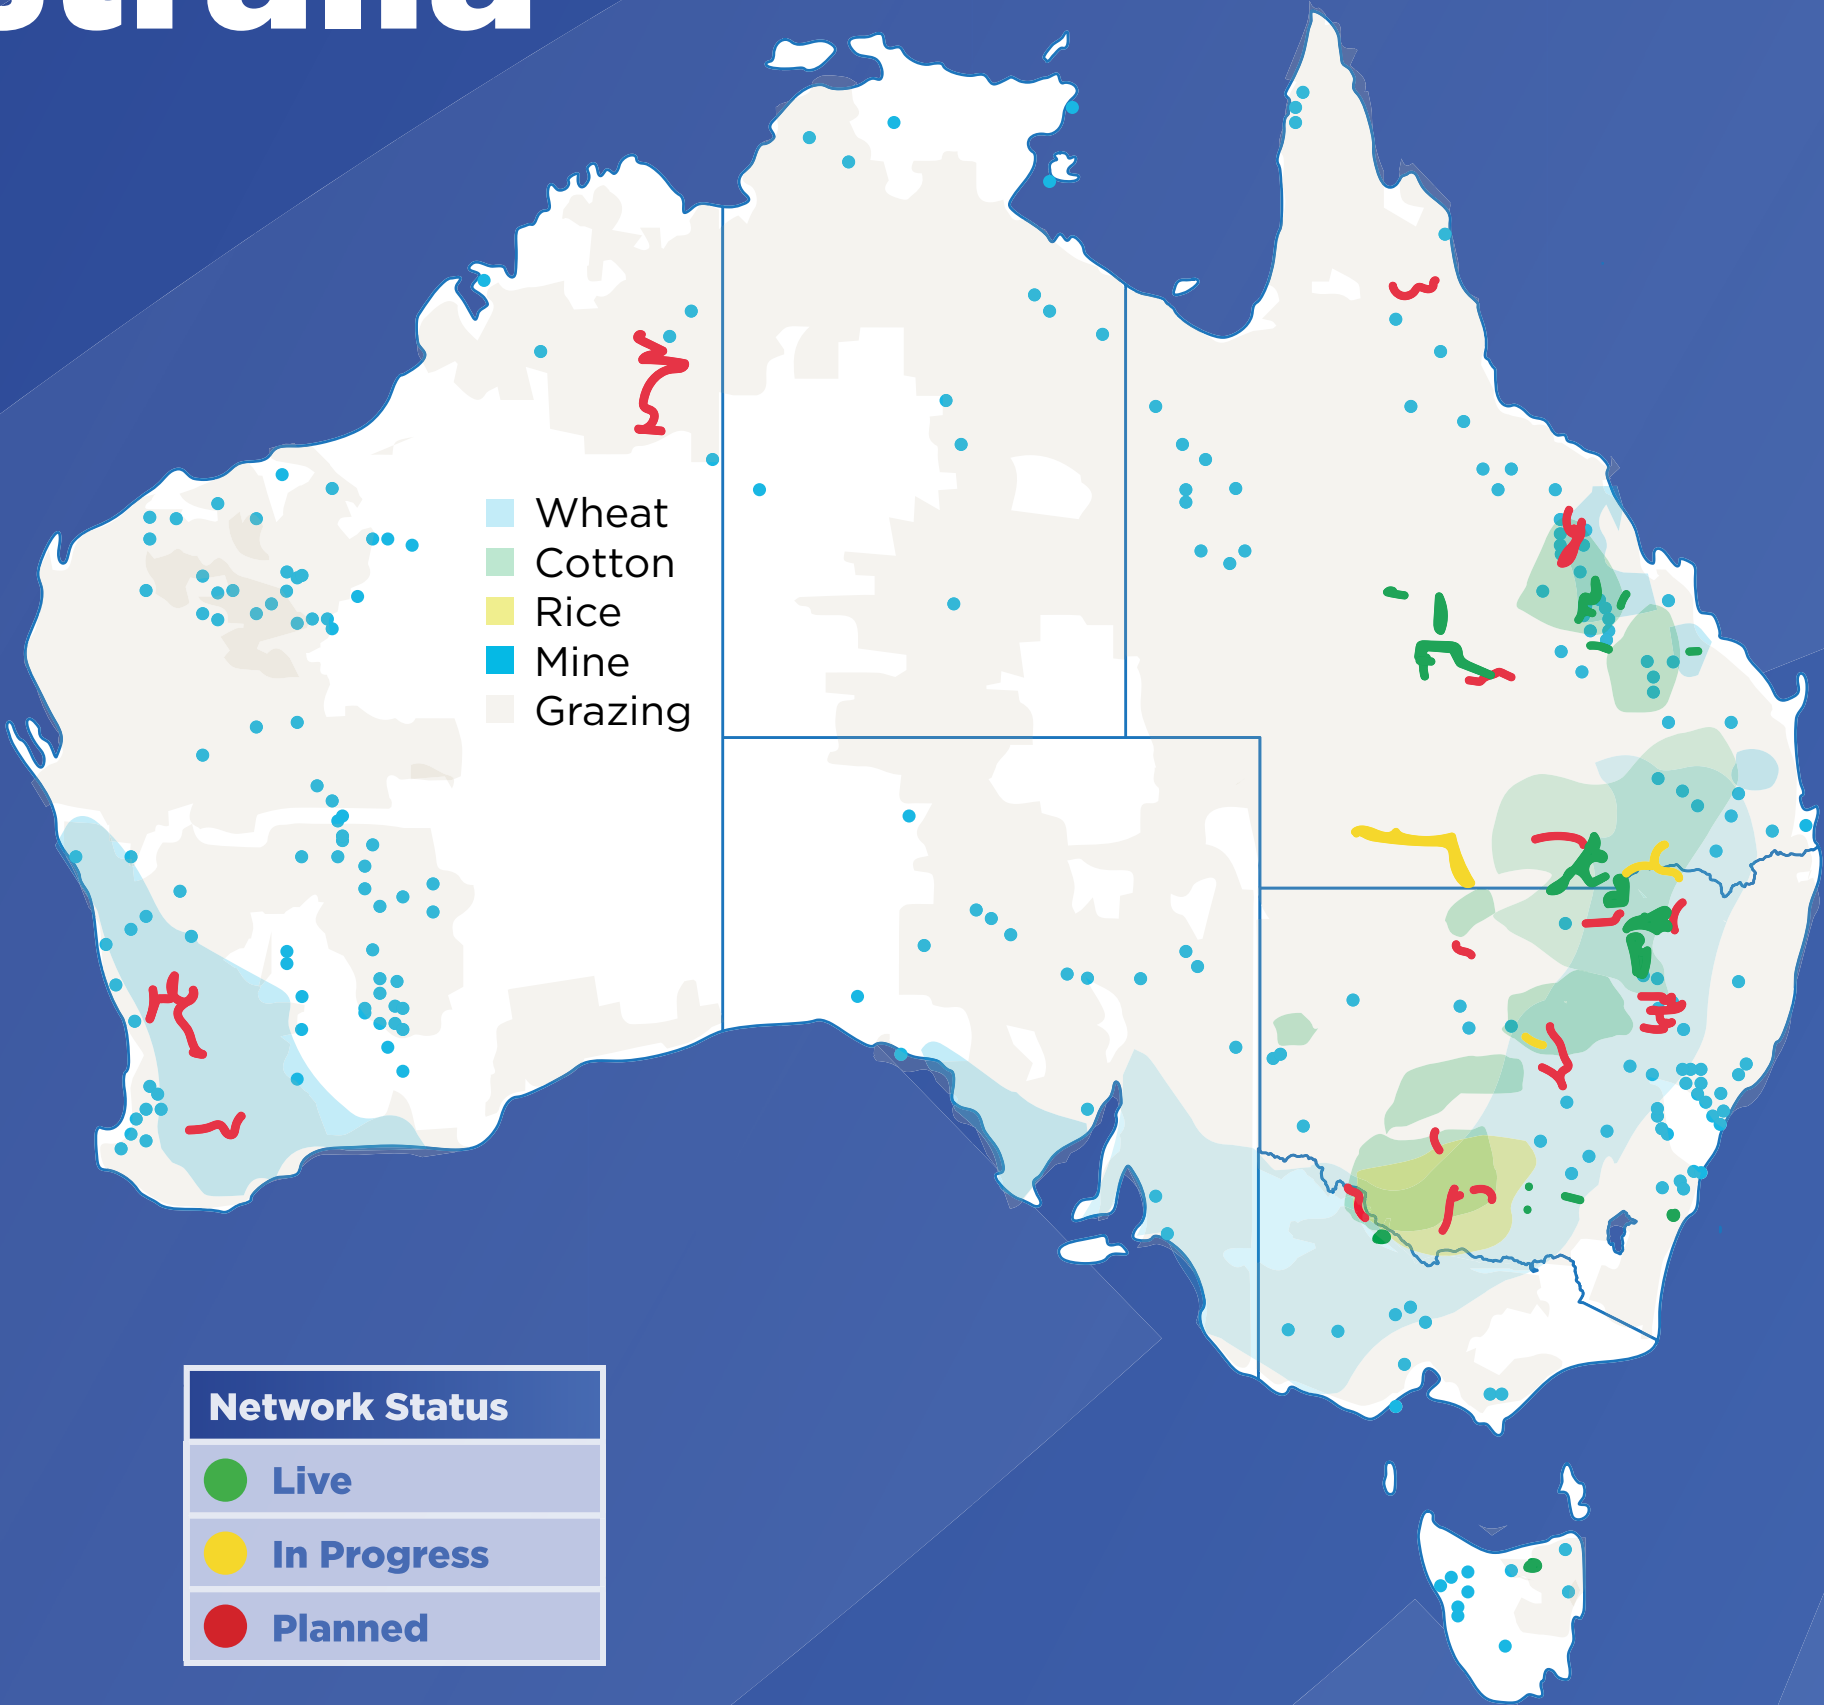 Wheat
Cotton
Rice
Mine
Grazing
Network Status
Live
In Progress
Planned